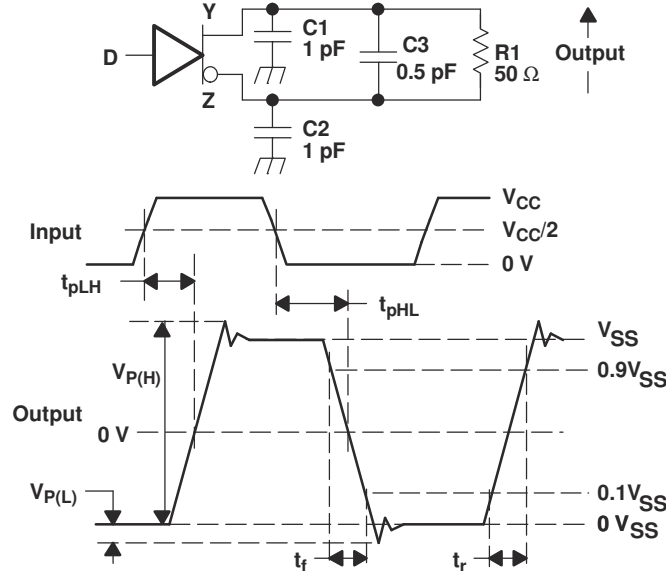 Y
D
Z
C1
1 pF
C3
0.5 pF
R1
50 Ω
Output
C2
1 pF
Input
VCC
VCC/2
0 V
tpLH
tpHL
VP(H)
Output
0 V
VP(L)
VSS
0.9VSS
0.1VSS
0 VSS
tf
tr